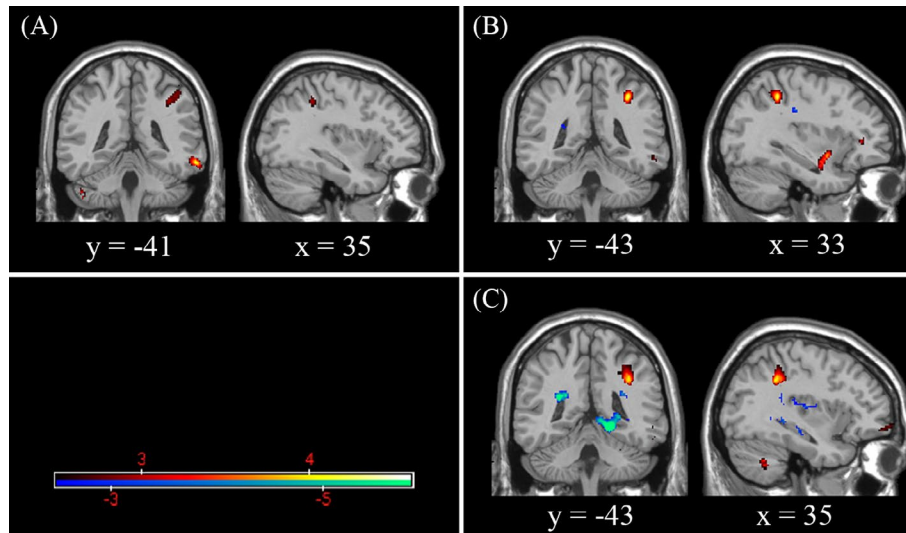 (A)
y = -41
x = 35
(B)
y = -43
x = 33
3
4
-3
-5
(C)
y = -43
x = 35